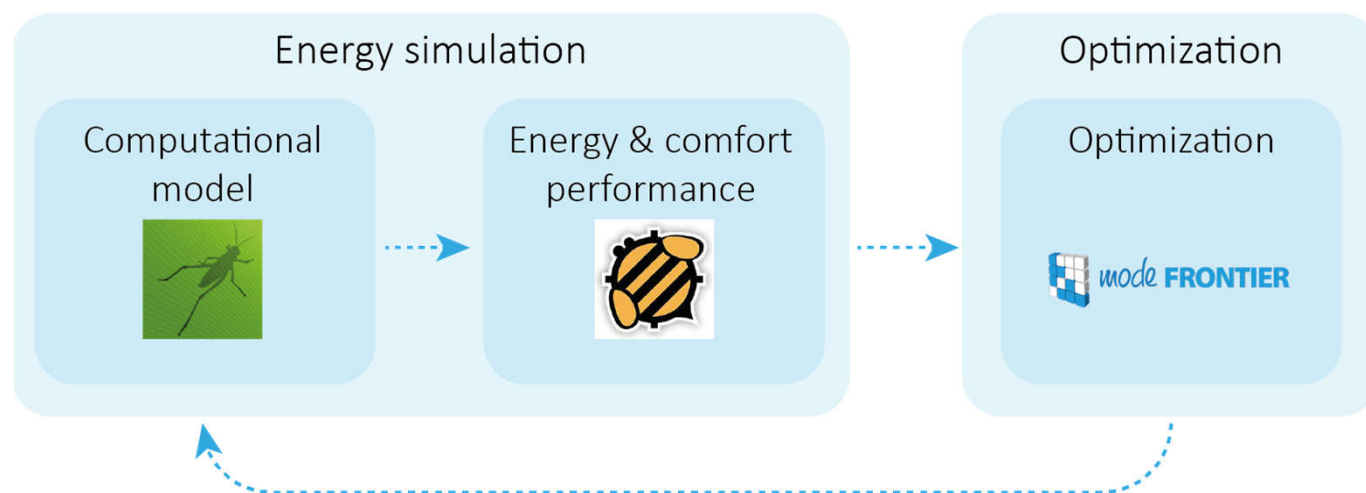 Energy simulation
Optimization
Computational
model
Energy & comfort
performance
Optimization
mode FRONTIER